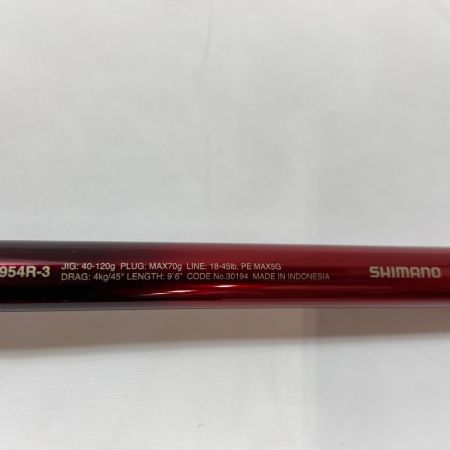 954R-3
JIG: 40-120g PLUG: MAX70g LINE: 18-45lb. PE MAX5G
DRAG: 4kg/45° LENGTH: 9´6˝ CODE No.30194 MADE IN INDONESIA
SHIMANO